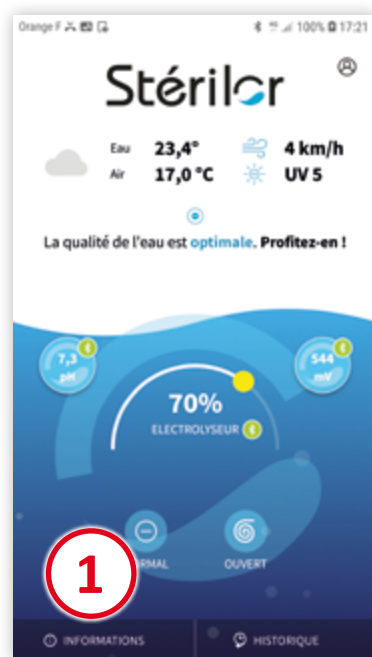 Orange F 100% 17:21
Stérilor
Eau 23,4° 4 km/h
Air 17,0 °C UV 5
La qualité de l'eau est optimale. Profitez-en !
7,3 544
pH mV
70%
ELECTROLYSEUR
1 RMAL OUVERT
INFORMATIONS HISTORIQUE